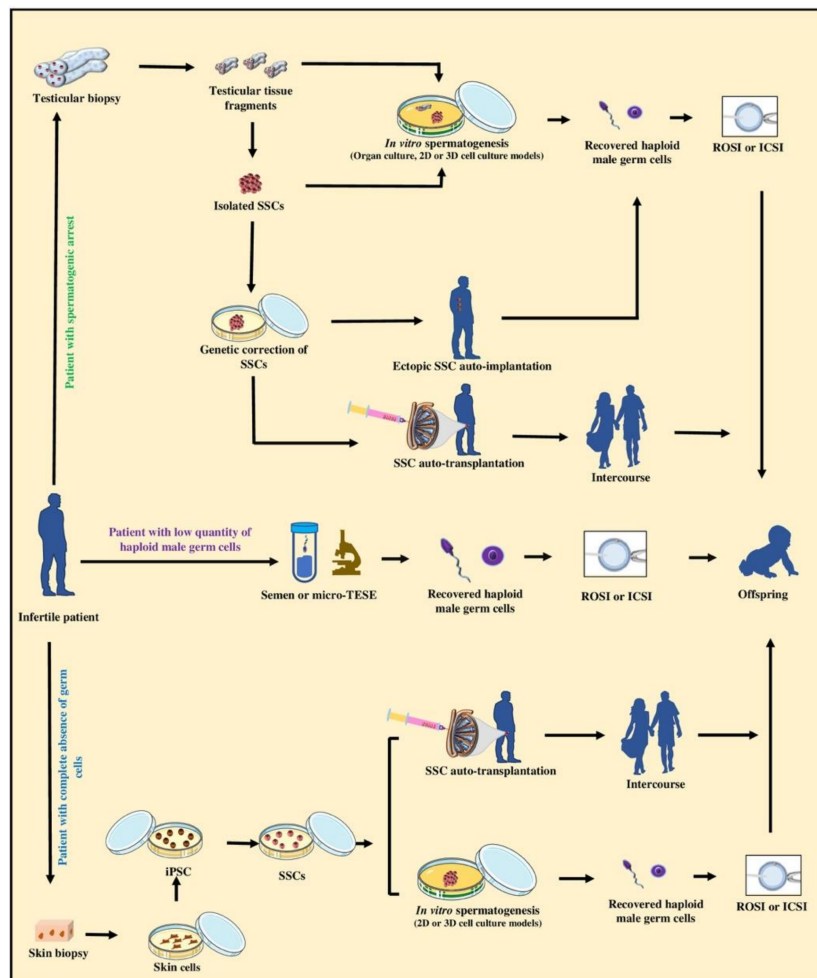 Testicular biopsy
Testicular tissue
fragments
In vitro spermatogenesis
(Organ culture, 2D or 3D cell culture models)
Recovered haploid
male germ cells
ROSI or ICSI
Isolated SSCs
Patient with spermatogenic arrest
Genetic correction of
SSCs
Ectopic SSC auto-implantation
SSC auto-transplantation
Intercourse
Patient with low quantity of
haploid male germ cells
Infertile patient
Semen or micro-TESE
Recovered haploid
male germ cells
ROSI or ICSI
Offspring
Patient with complete absence of germ
cells
SSC auto-transplantation
Intercourse
iPSC
SSCs
In vitro spermatogenesis
(2D or 3D cell culture models)
Recovered haploid
male germ cells
ROSI or ICSI
Skin biopsy
Skin cells